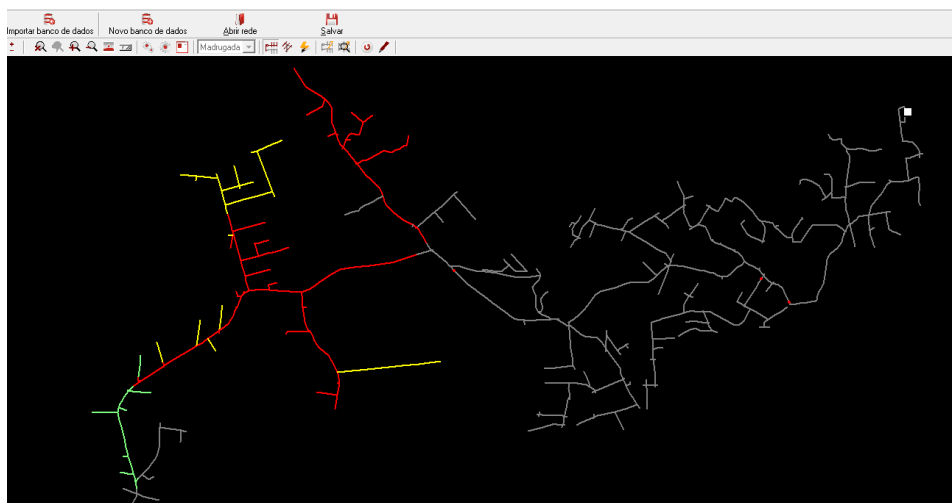 Importar banco de dados
Novo banco de dados
Abrir rede
Salvar
Madrugada